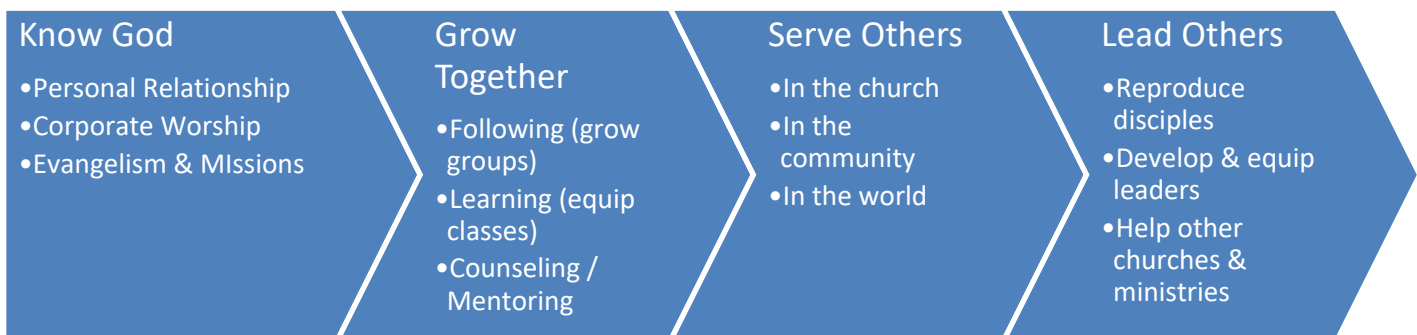 Know God
•Personal Relationship
•Corporate Worship
•Evangelism & MIssions
Grow
Together
•Following (grow
groups)
•Learning (equip
classes)
•Counseling /
Mentoring
Serve Others
•In the church
•In the
community
•In the world
Lead Others
•Reproduce
disciples
•Develop & equip
leaders
•Help other
churches &
ministries